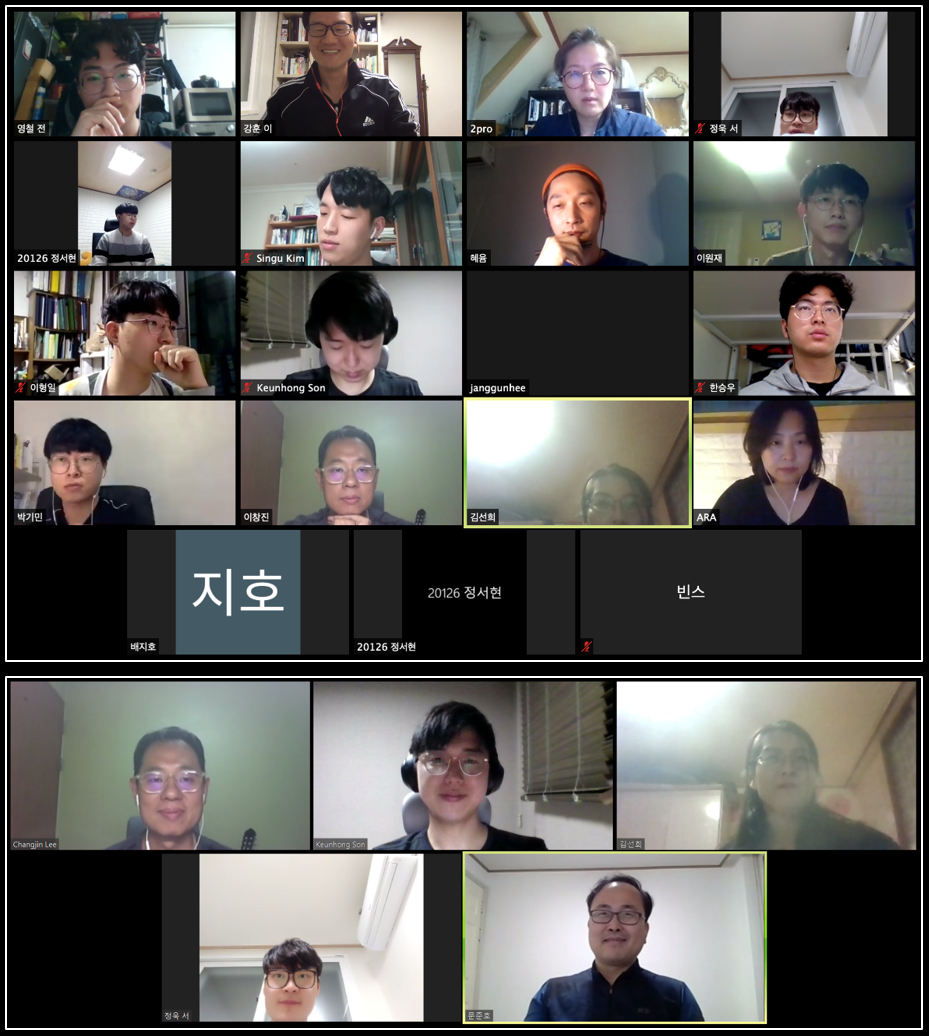 영철 전
강훈 이
2pro
정욱 서
20126 정서현
Singu Kim
혜윰
이원재
이형일
Keunhong Son
janggunhee
한승우
박기민
이창진
김선희
ARA
지호
배지호
20126 정서현
20126 정서현
빈스
Changjin Lee
Keunhong Son
김선희
정욱 서
문준호